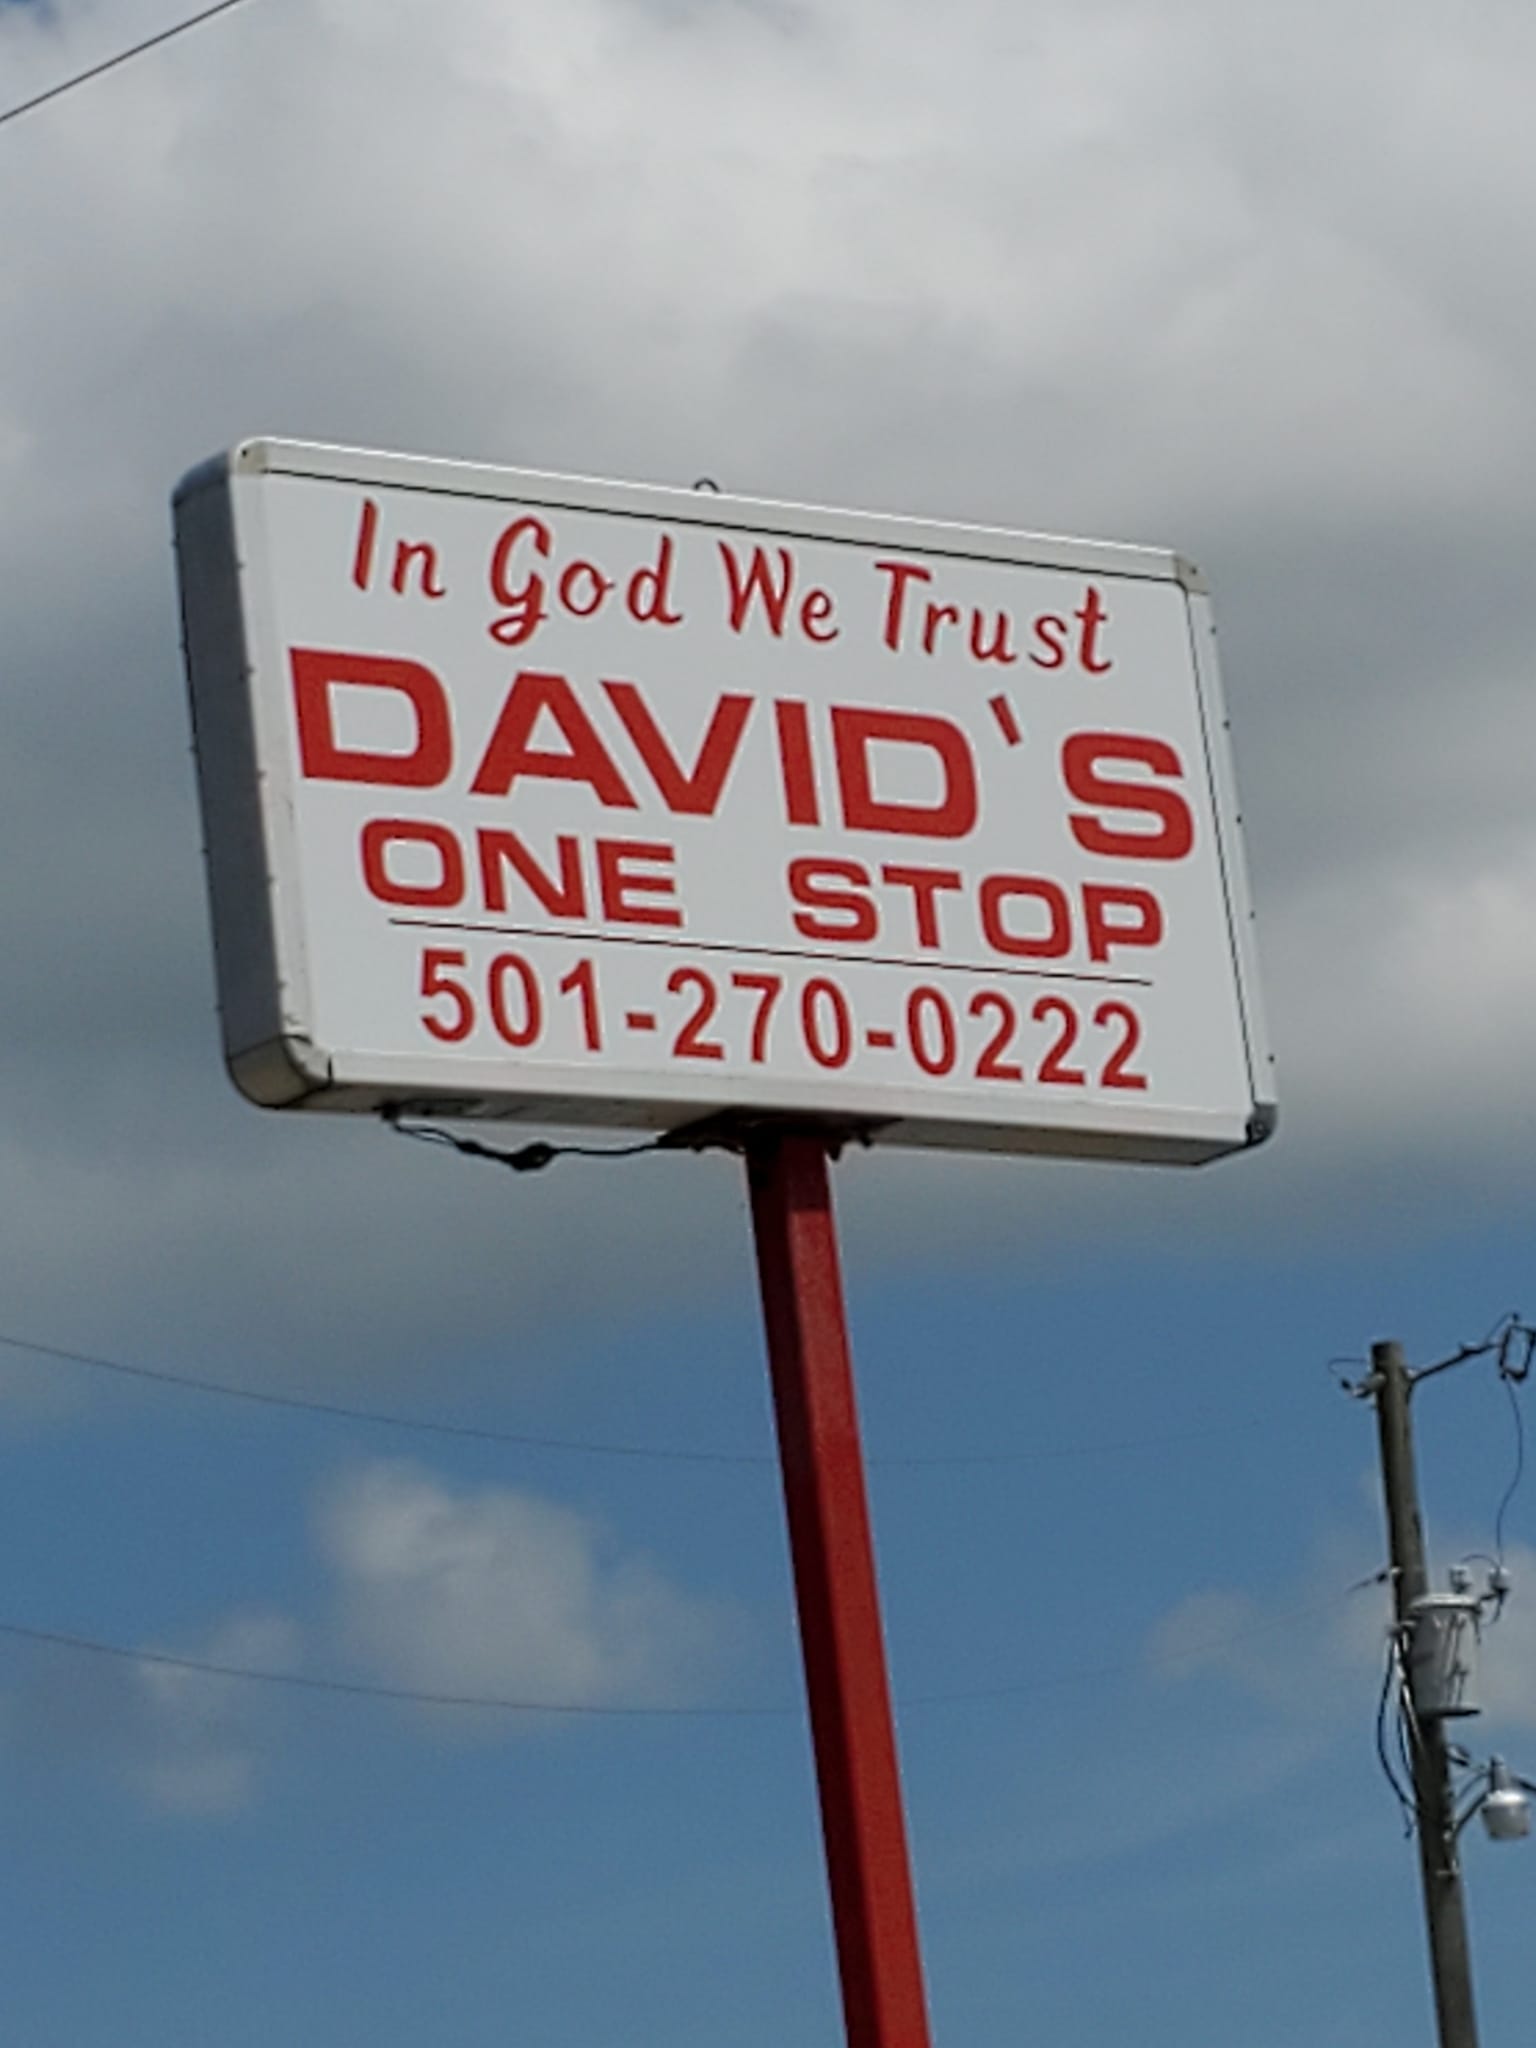 In God We Trust
DAVID'S
ONE STOP
501-270-0222